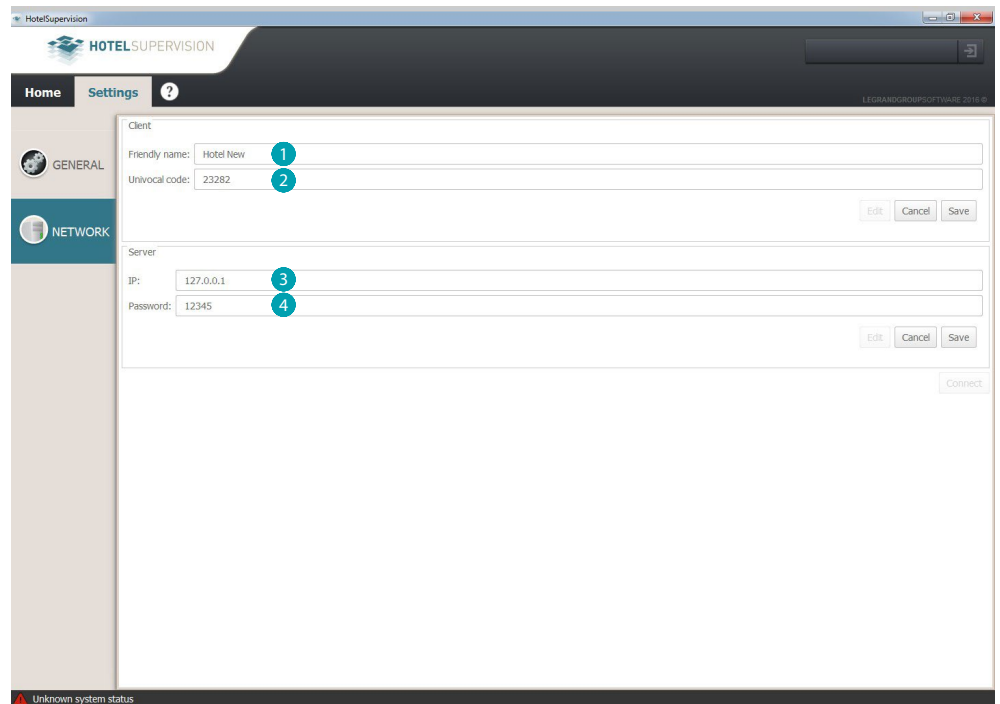 HotelSupervision
HOTELSUPERVISION
Home Settings ?
LEGRANDGROUPSOFTWARE 2016 ©
GENERAL
NETWORK
Client
Friendly name: Hotel New 1
Univocal code: 23282 2
Edit Cancel Save
Server
IP: 127.0.0.1 3
Password: 12345 4
Edit Cancel Save
Connect
Unknown system status